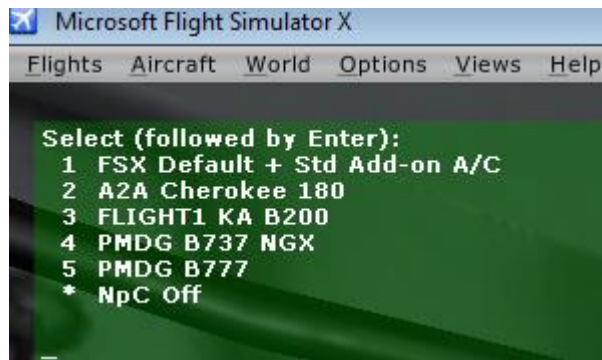 Microsoft Flight Simulator X
Flights Aircraft World Options Views Help
Select (followed by Enter):
1 FSX Default + Std Add-on A/C
2 A2A Cherokee 180
3 FLIGHT1 KA B200
4 PMDG B737 NGX
5 PMDG B777
* NpC Off